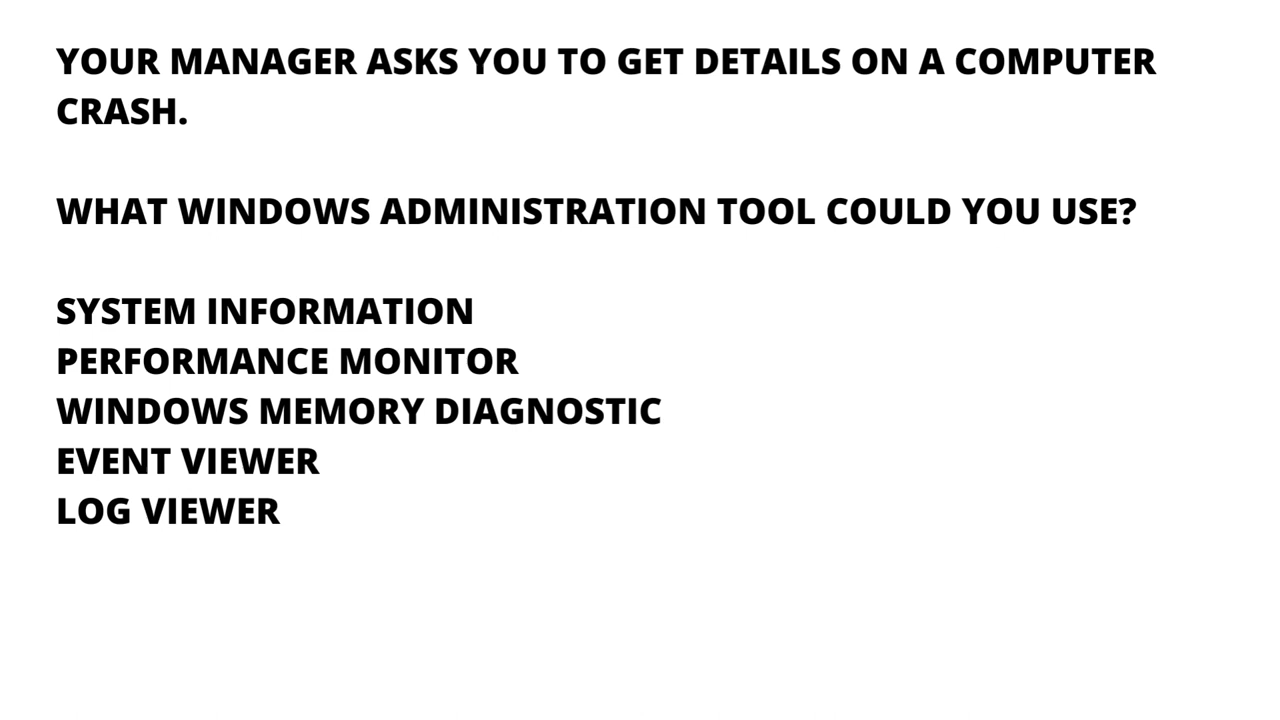 YOUR MANAGER ASKS YOU TO GET DETAILS ON A COMPUTER
CRASH.
WHAT WINDOWS ADMINISTRATION TOOL COULD YOU USE?
SYSTEM INFORMATION
PERFORMANCE MONITOR
WINDOWS MEMORY DIAGNOSTIC
EVENT VIEWER
LOG VIEWER